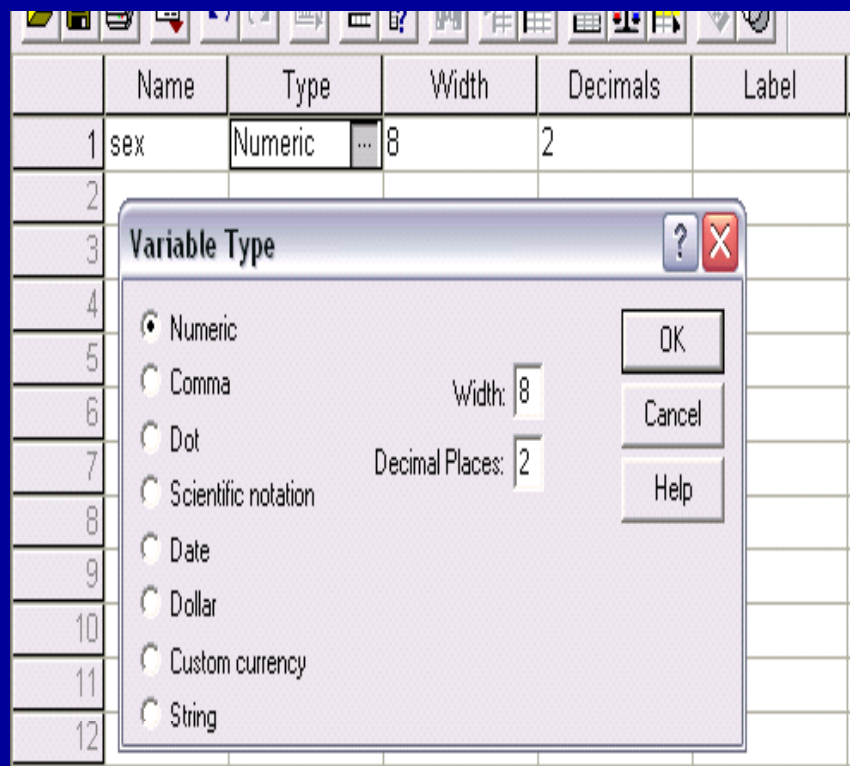 Name Type Width Decimals Label
1 sex Numeric ... 8 2
2
3
Variable Type ?
4
Numeric OK
5
Comma Width: 8
6
Cancel
Dot
7
Decimal Places: 2
Scientific notation Help
8
Date
9
Dollar
10
Custom currency
11
String
12